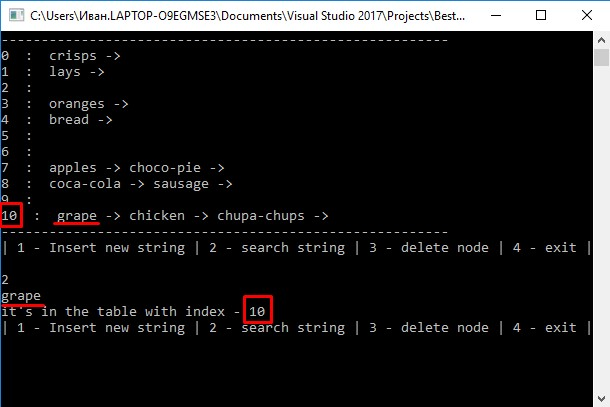 C:\Users\Иван.LAPTOP-O9EGMSE3\Documents\Visual Studio 2017\Projects\Best...
--------------------------------------------------------
0 : crisps ->
1 : lays ->
2 :
3 : oranges ->
4 : bread ->
5 :
6 :
7 : apples -> choco-pie ->
8 : coca-cola -> sausage ->
9 :
10 : grape -> chicken -> chupa-chups ->
--------------------------------------------------------
| 1 - Insert new string | 2 - search string | 3 - delete node | 4 - exit |
2
grape
it's in the table with index - 10
| 1 - Insert new string | 2 - search string | 3 - delete node | 4 - exit |